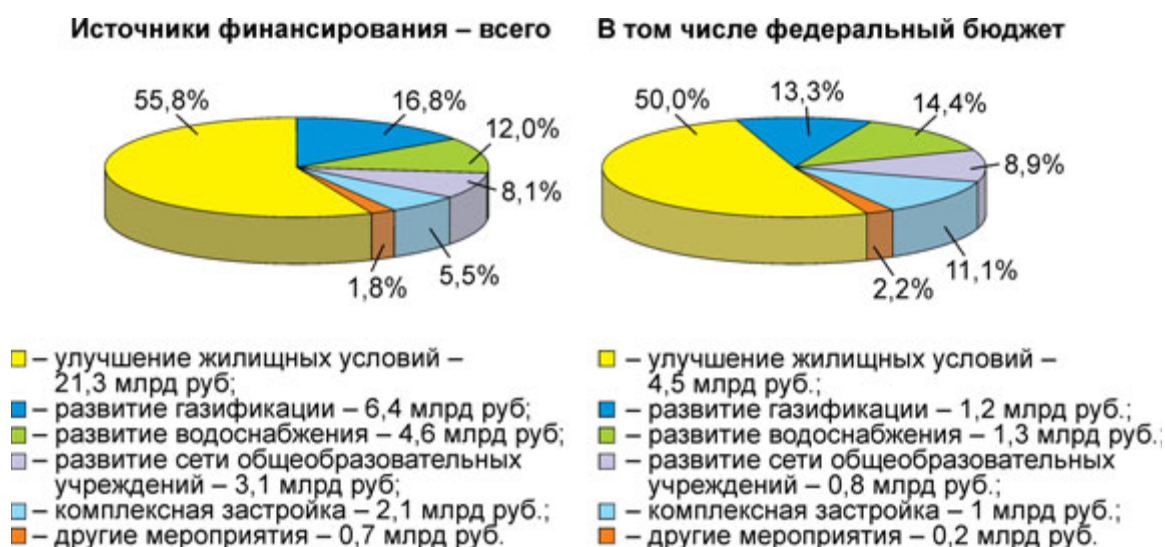 Источники финансирования – всего
55,8%
16,8%
12,0%
8,1%
5,5%
1,8%
– улучшение жилищных условий –
21,3 млрд руб;
– развитие газификации – 6,4 млрд руб;
– развитие водоснабжения – 4,6 млрд руб;
– развитие сети общеобразовательных
учреждений – 3,1 млрд руб;
– комплексная застройка – 2,1 млрд руб.;
– другие мероприятия – 0,7 млрд руб.
В том числе федеральный бюджет
50,0%
13,3%
14,4%
8,9%
11,1%
2,2%
– улучшение жилищных условий –
4,5 млрд руб.;
– развитие газификации – 1,2 млрд руб.;
– развитие водоснабжения – 1,3 млрд руб.;
– развитие сети общеобразовательных
учреждений – 0,8 млрд руб.;
– комплексная застройка – 1 млрд руб.;
– другие мероприятия – 0,2 млрд руб.